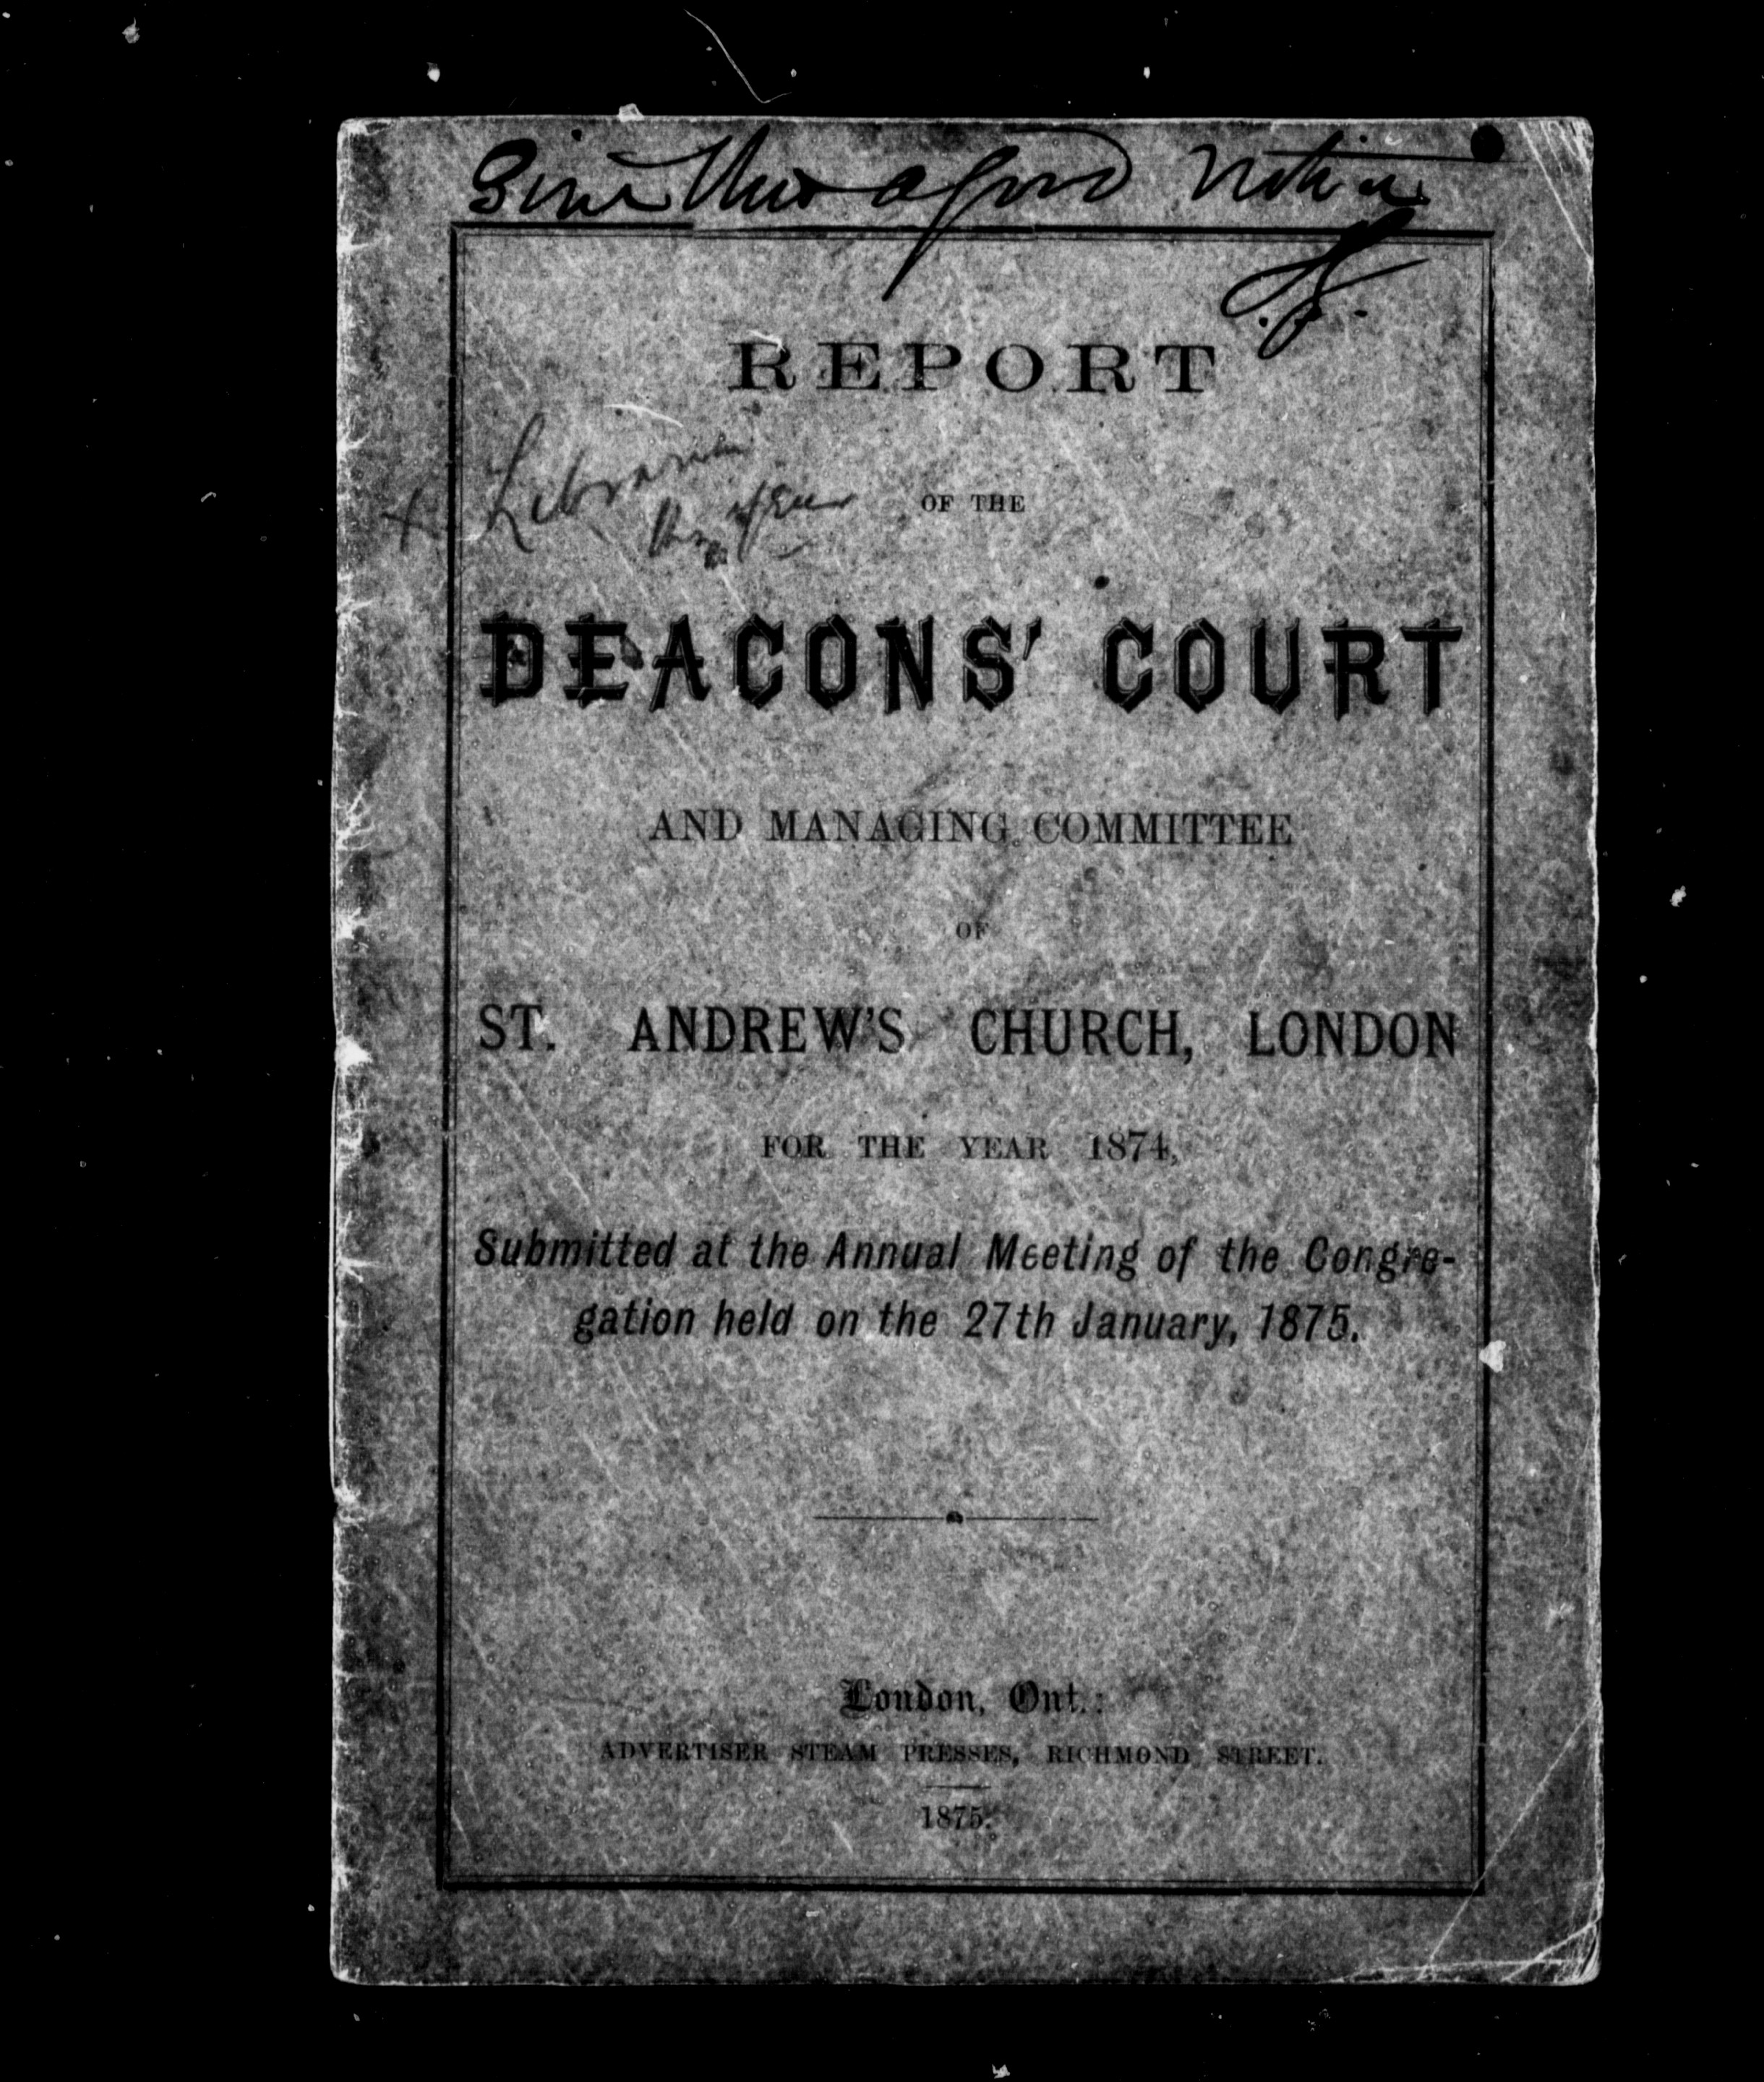 Give this a good notice
REPORT
Librarian
OF THE
DEACONS' COURT
AND MANAGING COMMITTEE
OF
ST. ANDREW'S CHURCH, LONDON
FOR THE YEAR 1874,
Submitted at the Annual Meeting of the Congre-
gation held on the 27th January, 1875.
London, Ont.:
ADVERTISER STEAM PRESSES, RICHMOND STREET.
1875.